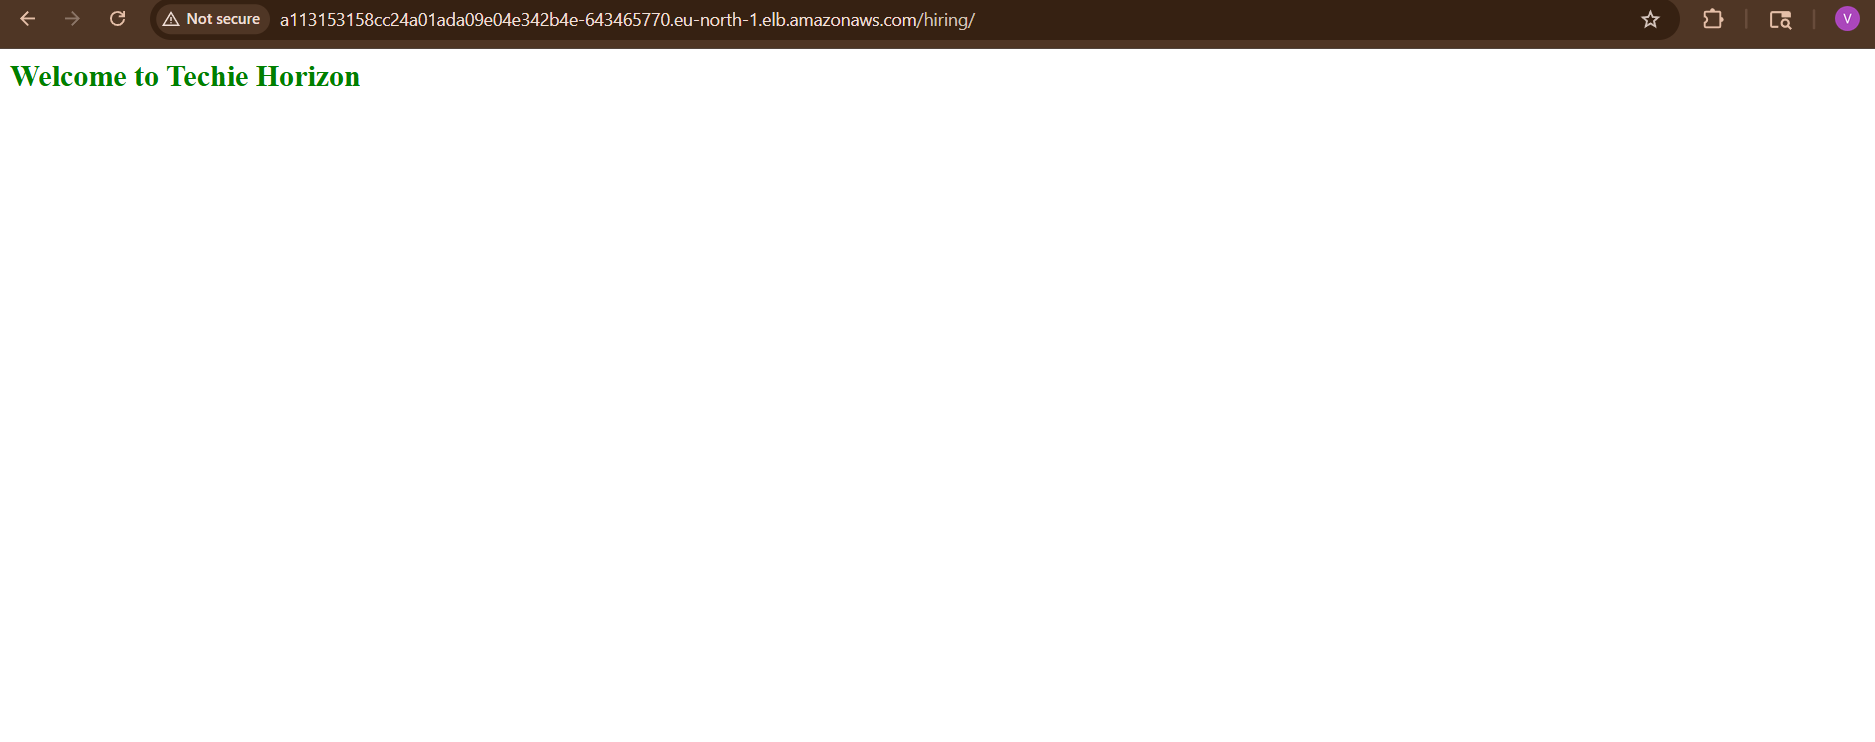 Not secure
a113153158cc24a01ada09e04e342b4e-643465770.eu-north-1.elb.amazonaws.com/hiring/
V
Welcome to Techie Horizon